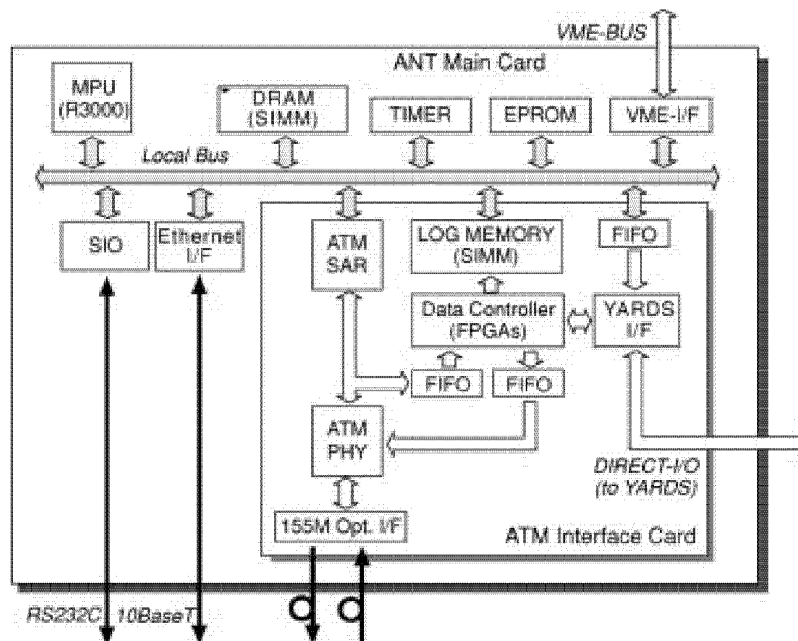 VME-BUS
ANT Main Card
MPU
(R3000)
DRAM
(SIMM)
TIMER
EPROM
VME-I/F
Local Bus
SIO
Ethernet
I/F
ATM
SAR
LOG MEMORY
(SIMM)
FIFO
Data Controller
(FPGAs)
YARDS
I/F
FIFO
FIFO
ATM
PHY
DIRECT-I/O
(to YARDS)
155M Opt. I/F
ATM Interface Card
RS232C
10BaseT